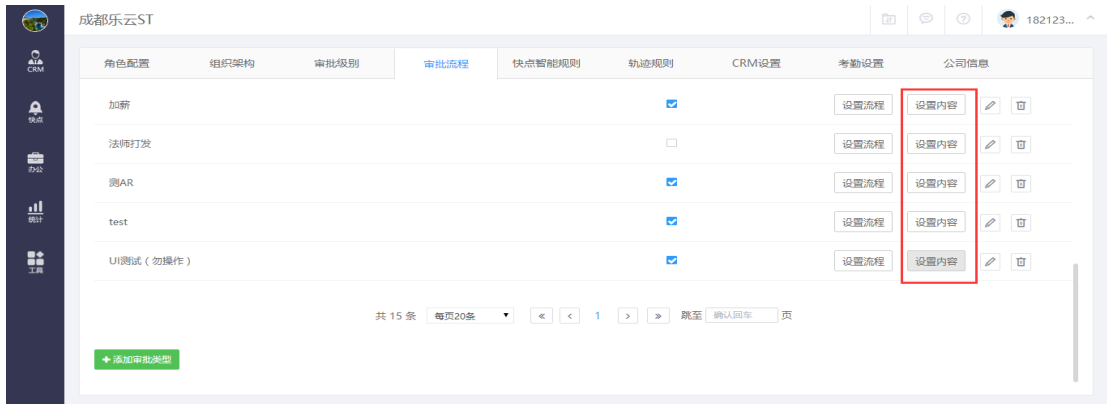 成都乐云ST
182123...
CRM
快点
办公
统计
工具
角色配置 组织架构 审批级别 审批流程 快点智能规则 轨迹规则 CRM设置 考勤设置 公司信息
加薪 设置流程 设置内容
法师打发 设置流程 设置内容
测AR 设置流程 设置内容
test 设置流程 设置内容
UI测试（勿操作） 设置流程 设置内容
共 15 条 每页20条 « < 1 > » 跳至 确认回车 页
+ 添加审批类型